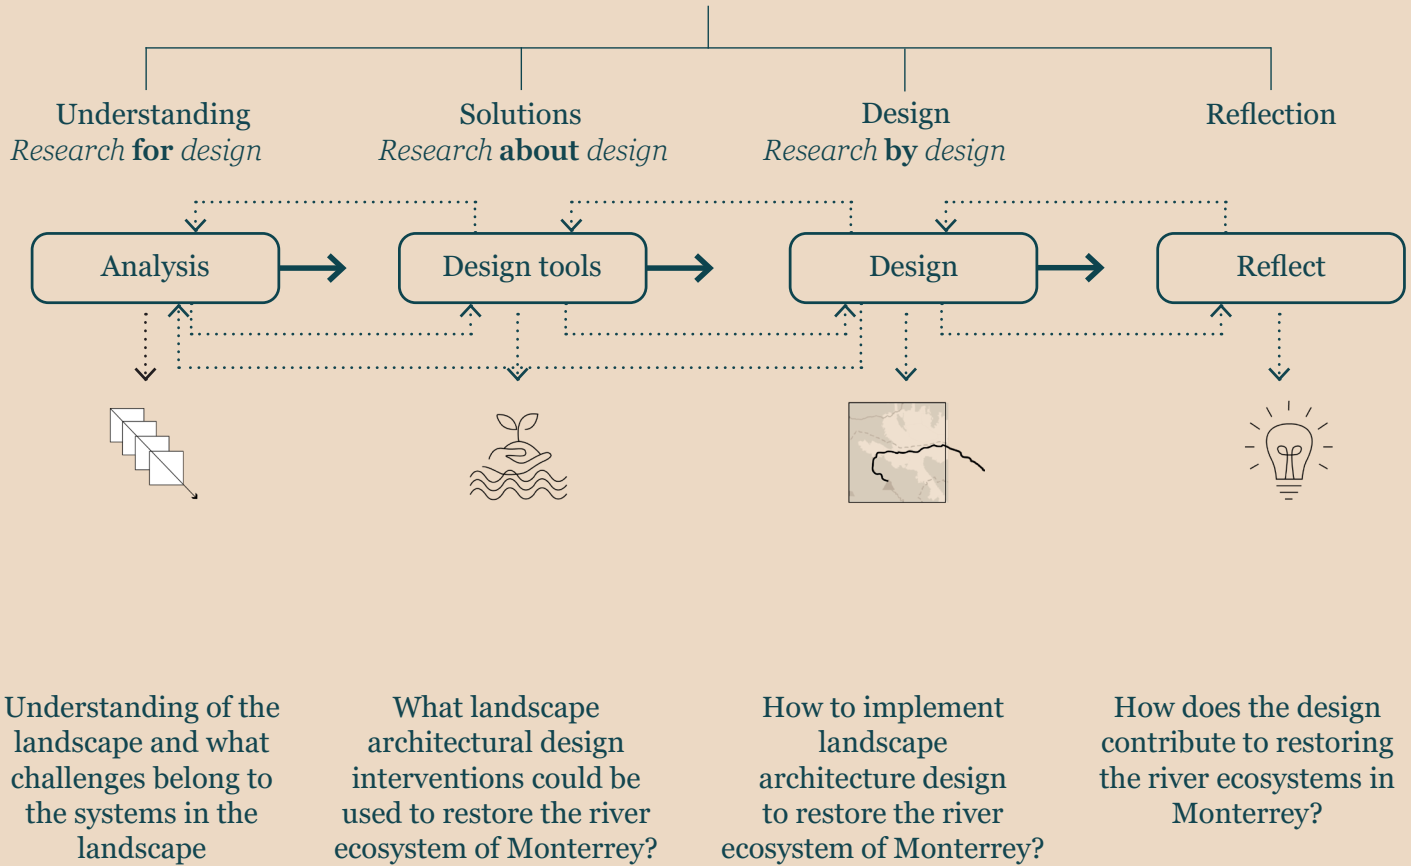 Understanding
Research for design
Solutions
Research about design
Design
Research by design
Reflection
Analysis
Design tools
Design
Reflect
Understanding of the
landscape and what
challenges belong to
the systems in the
landscape
What landscape
architectural design
interventions could be
used to restore the river
ecosystem of Monterrey?
How to implement
landscape
architecture design
to restore the river
ecosystem of Monterrey?
How does the design
contribute to restoring
the river ecosystems in
Monterrey?